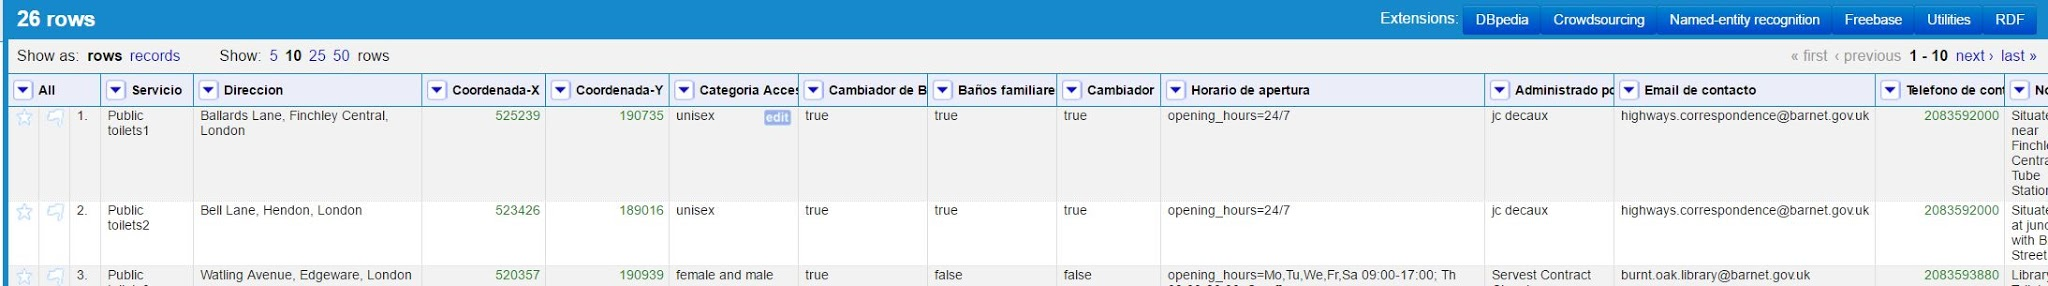 26 rows
Extensions: DBpedia Crowdsourcing Named-entity recognition Freebase Utilities RDF
Show as: rows records Show: 5 10 25 50 rows « first ‹ previous 1 - 10 next › last »
All Servicio Direccion Coordenada-X Coordenada-Y Categoria Acces Cambiador de B Baños familiare Cambiador Horario de apertura Administrado po Email de contacto Telefono de con No
1. Public Ballards Lane, Finchley Central, 525239 190735 unisex edit true true true opening_hours=24/7 jc decaux highways.correspondence@barnet.gov.uk 2083592000 Situate
toilets1 London near
Finchle
Centra
Tube
Station
2. Public Bell Lane, Hendon, London 523426 189016 unisex true true true opening_hours=24/7 jc decaux highways.correspondence@barnet.gov.uk 2083592000 Situate
toilets2 at junc
with B
Street
3. Public Watling Avenue, Edgeware, London 520357 190939 female and male true false false opening_hours=Mo,Tu,We,Fr,Sa 09:00-17:00; Th Servest Contract burnt.oak.library@barnet.gov.uk 2083593880 Library